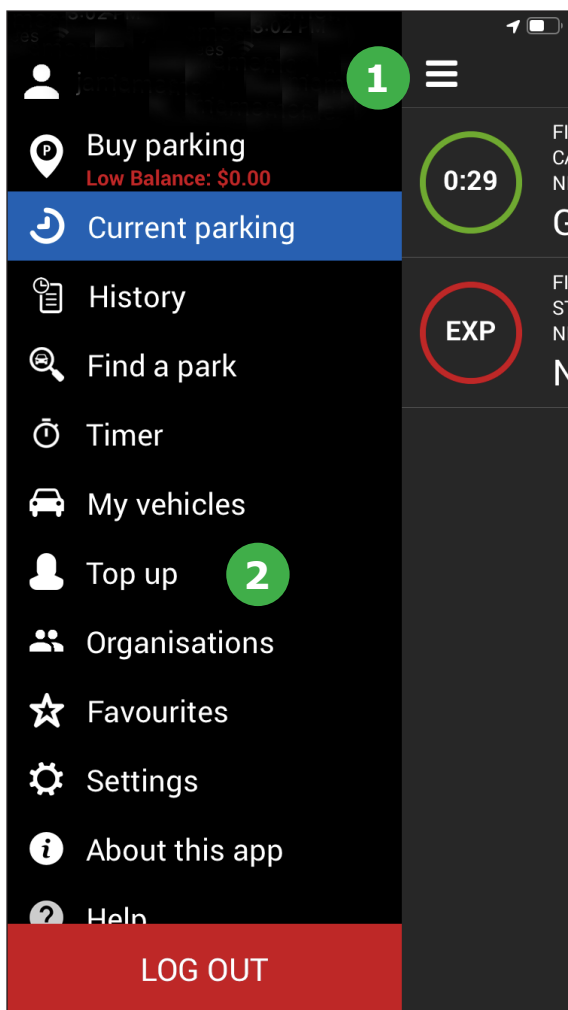 1
Buy parking
Low Balance: $0.00
Current parking
History
Find a park
Timer
My vehicles
Top up
2
Organisations
Favourites
Settings
About this app
Help
LOG OUT
0:29
EXP